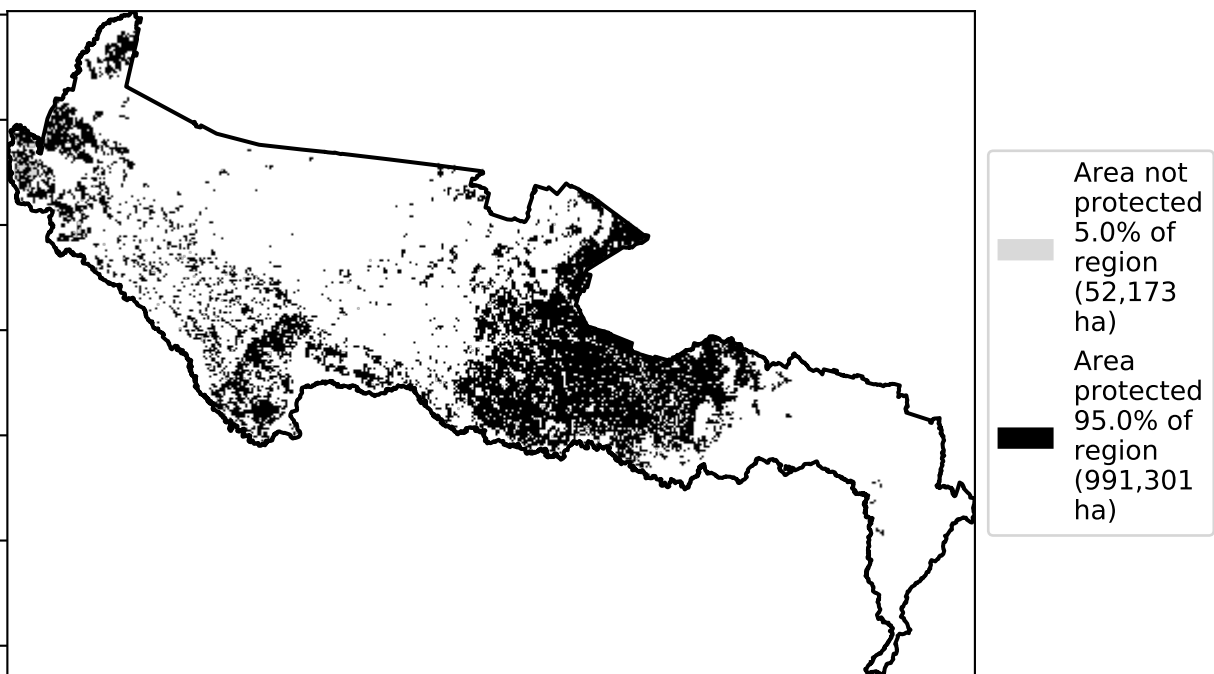 Area not
protected
5.0% of
region
(52,173
ha)
Area
protected
95.0% of
region
(991,301
ha)